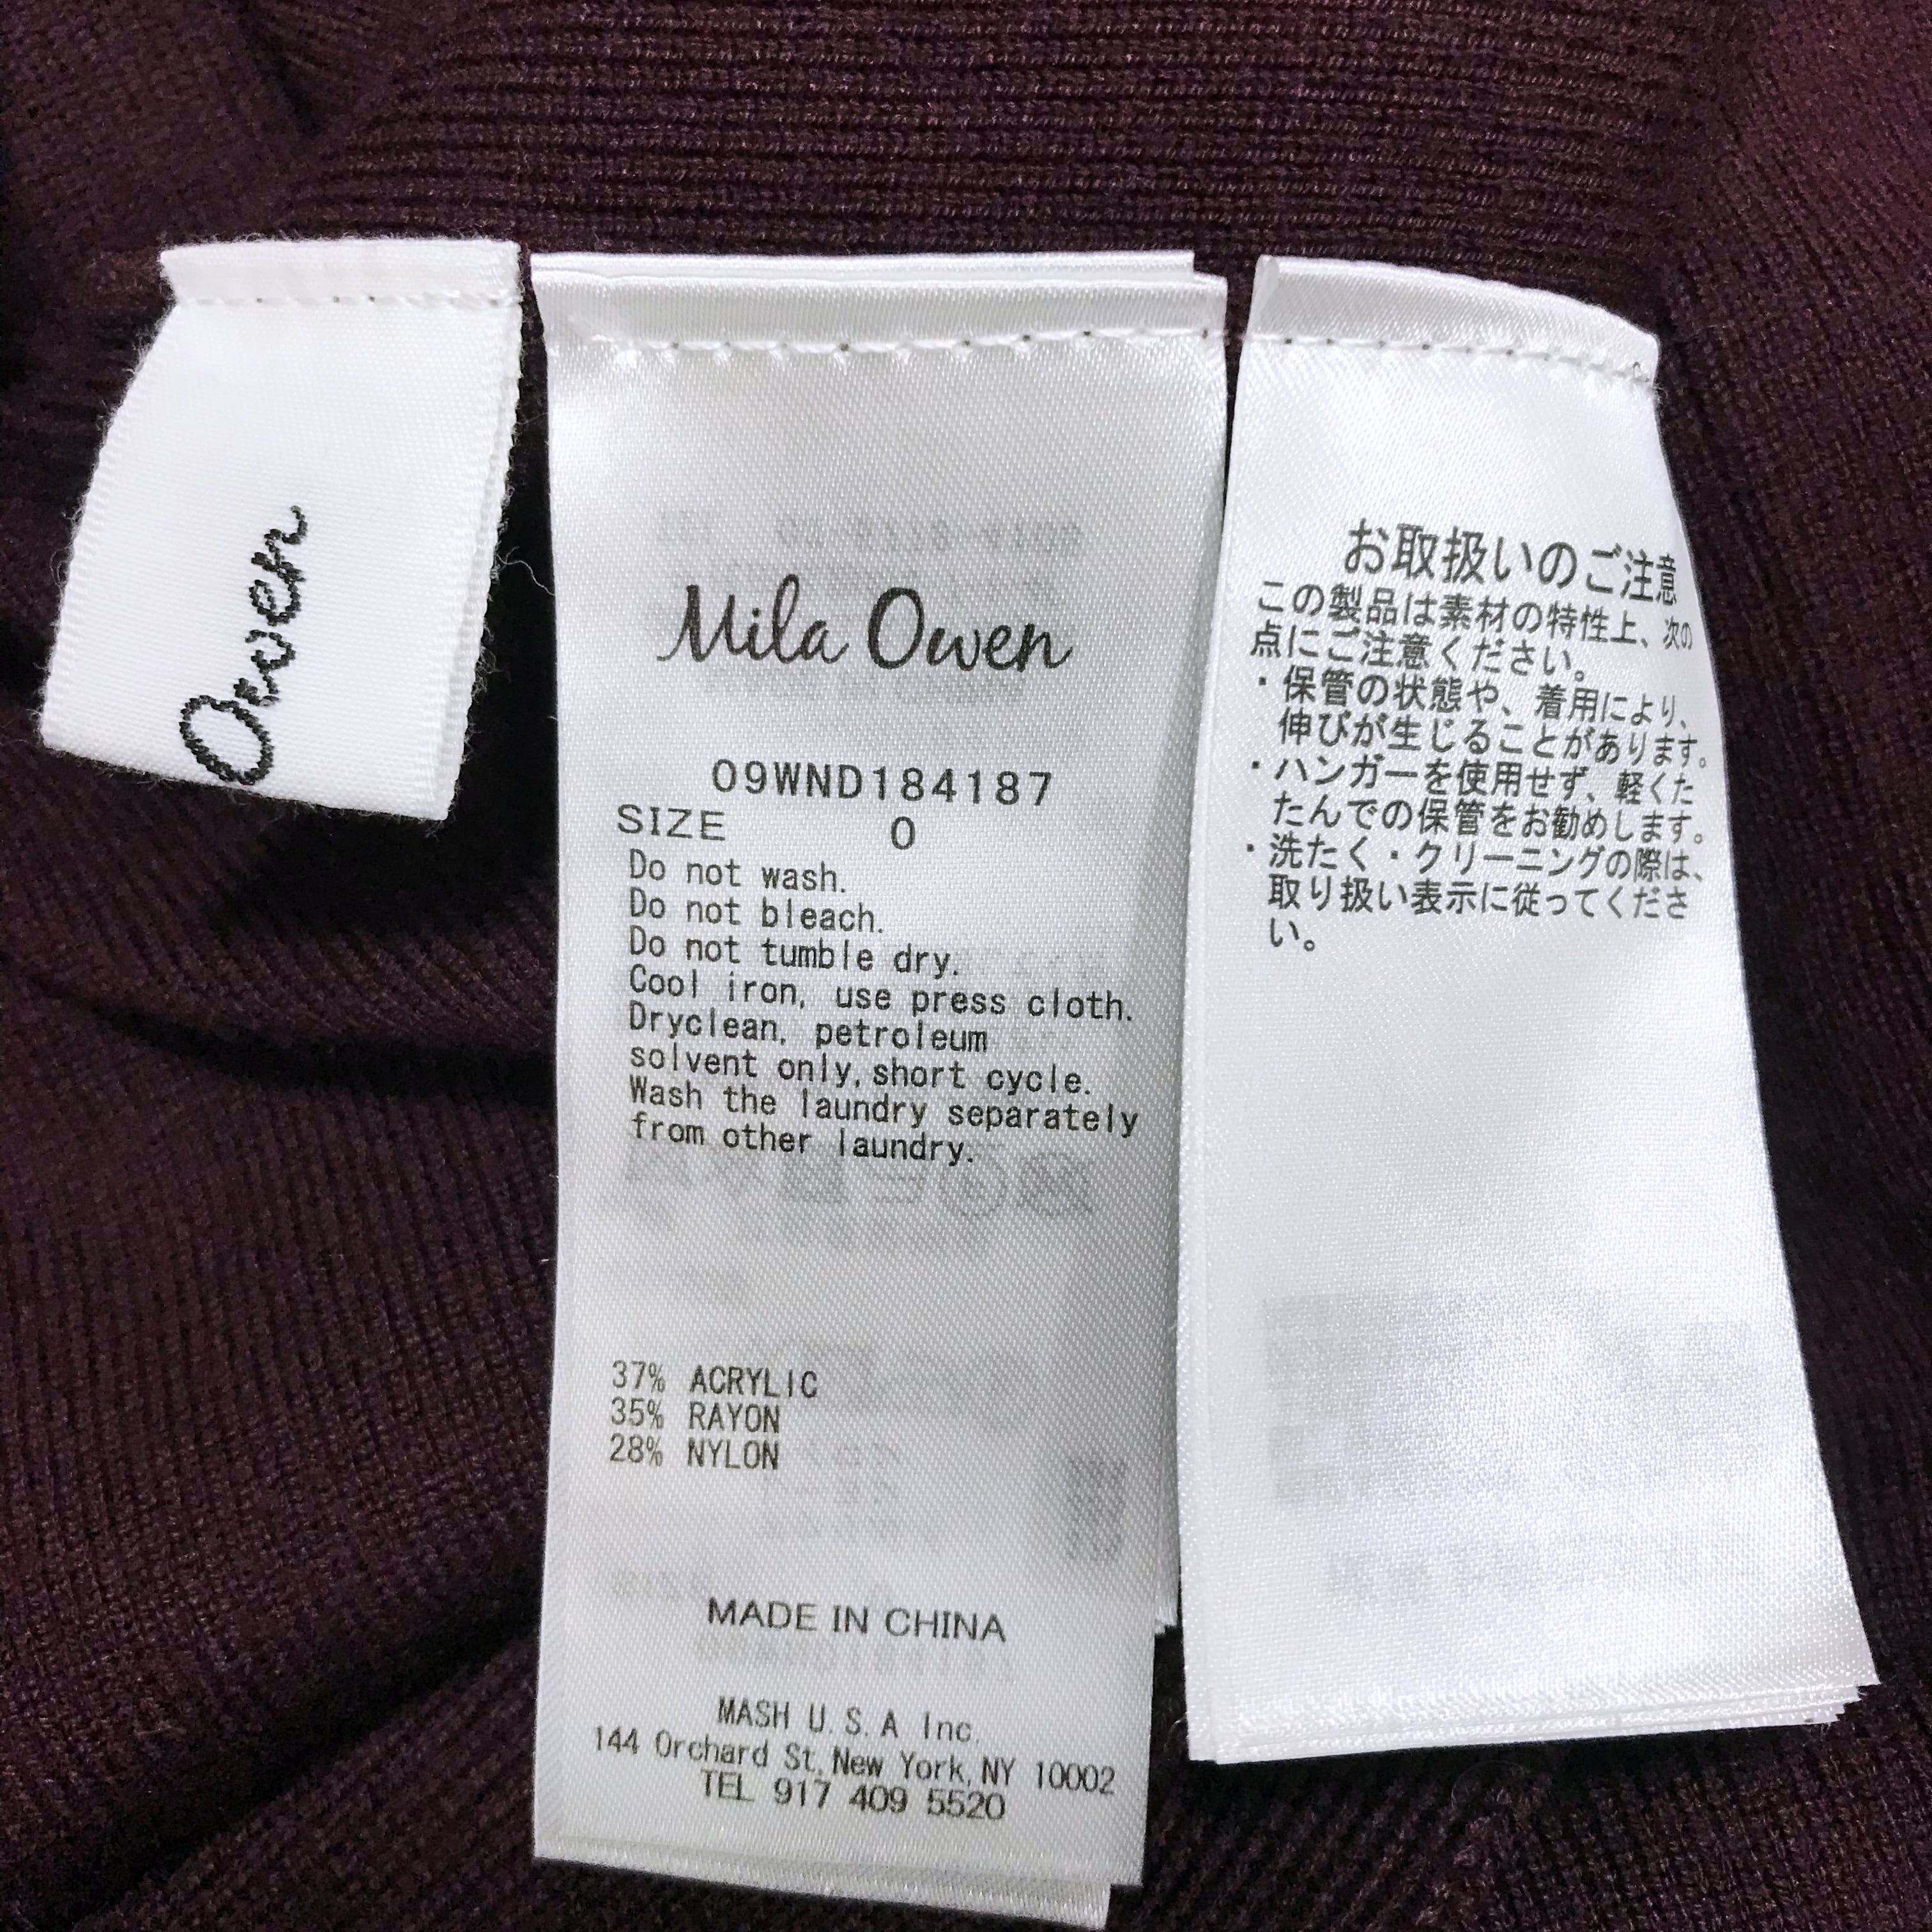 Owen
Mila Owen
09WND184187
SIZE 0
Do not wash.
Do not bleach.
Do not tumble dry.
Cool iron, use press cloth.
Dryclean, petroleum
solvent only, short cycle.
Wash the laundry separately
from other laundry.
37% ACRYLIC
35% RAYON
28% NYLON
MADE IN CHINA
MASH U.S.A Inc.
144 Orchard St, New York, NY 10002
TEL 917 409 5520
お取扱いのご注意
この製品は素材の特性上、次の
点にご注意ください。
・保管の状態や、着用により、
伸びが生じることがあります。
・ハンガーを使用せず、軽くた
たんでの保管をお勧めします。
・洗たく・クリーニングの際は、
取り扱い表示に従ってくださ
い。